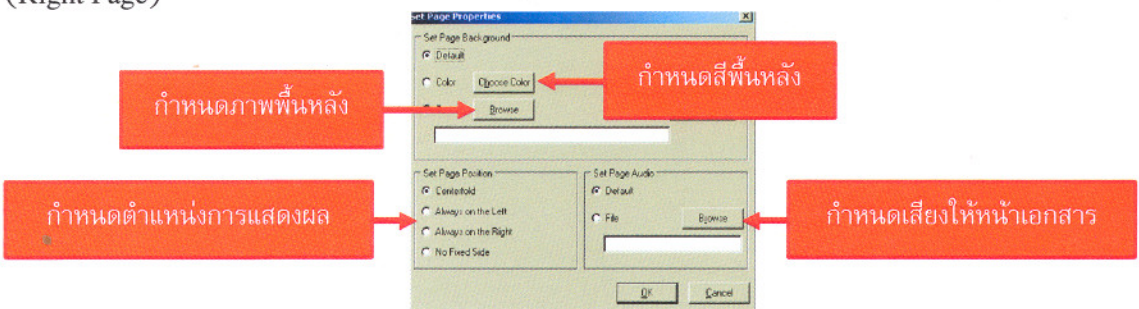 (Right Page)
Set Page Properties
Set Page Background
Default
Color Choose Color
กำหนดสีพื้นหลัง
กำหนดภาพพื้นหลัง
Browse
Set Page Position
Centerfold
Always on the Left
Always on the Right
No Fixed Side
กำหนดตำแหน่งการแสดงผล
Set Page Audio
Default
File Browse
กำหนดเสียงให้หน้าเอกสาร
OK Cancel